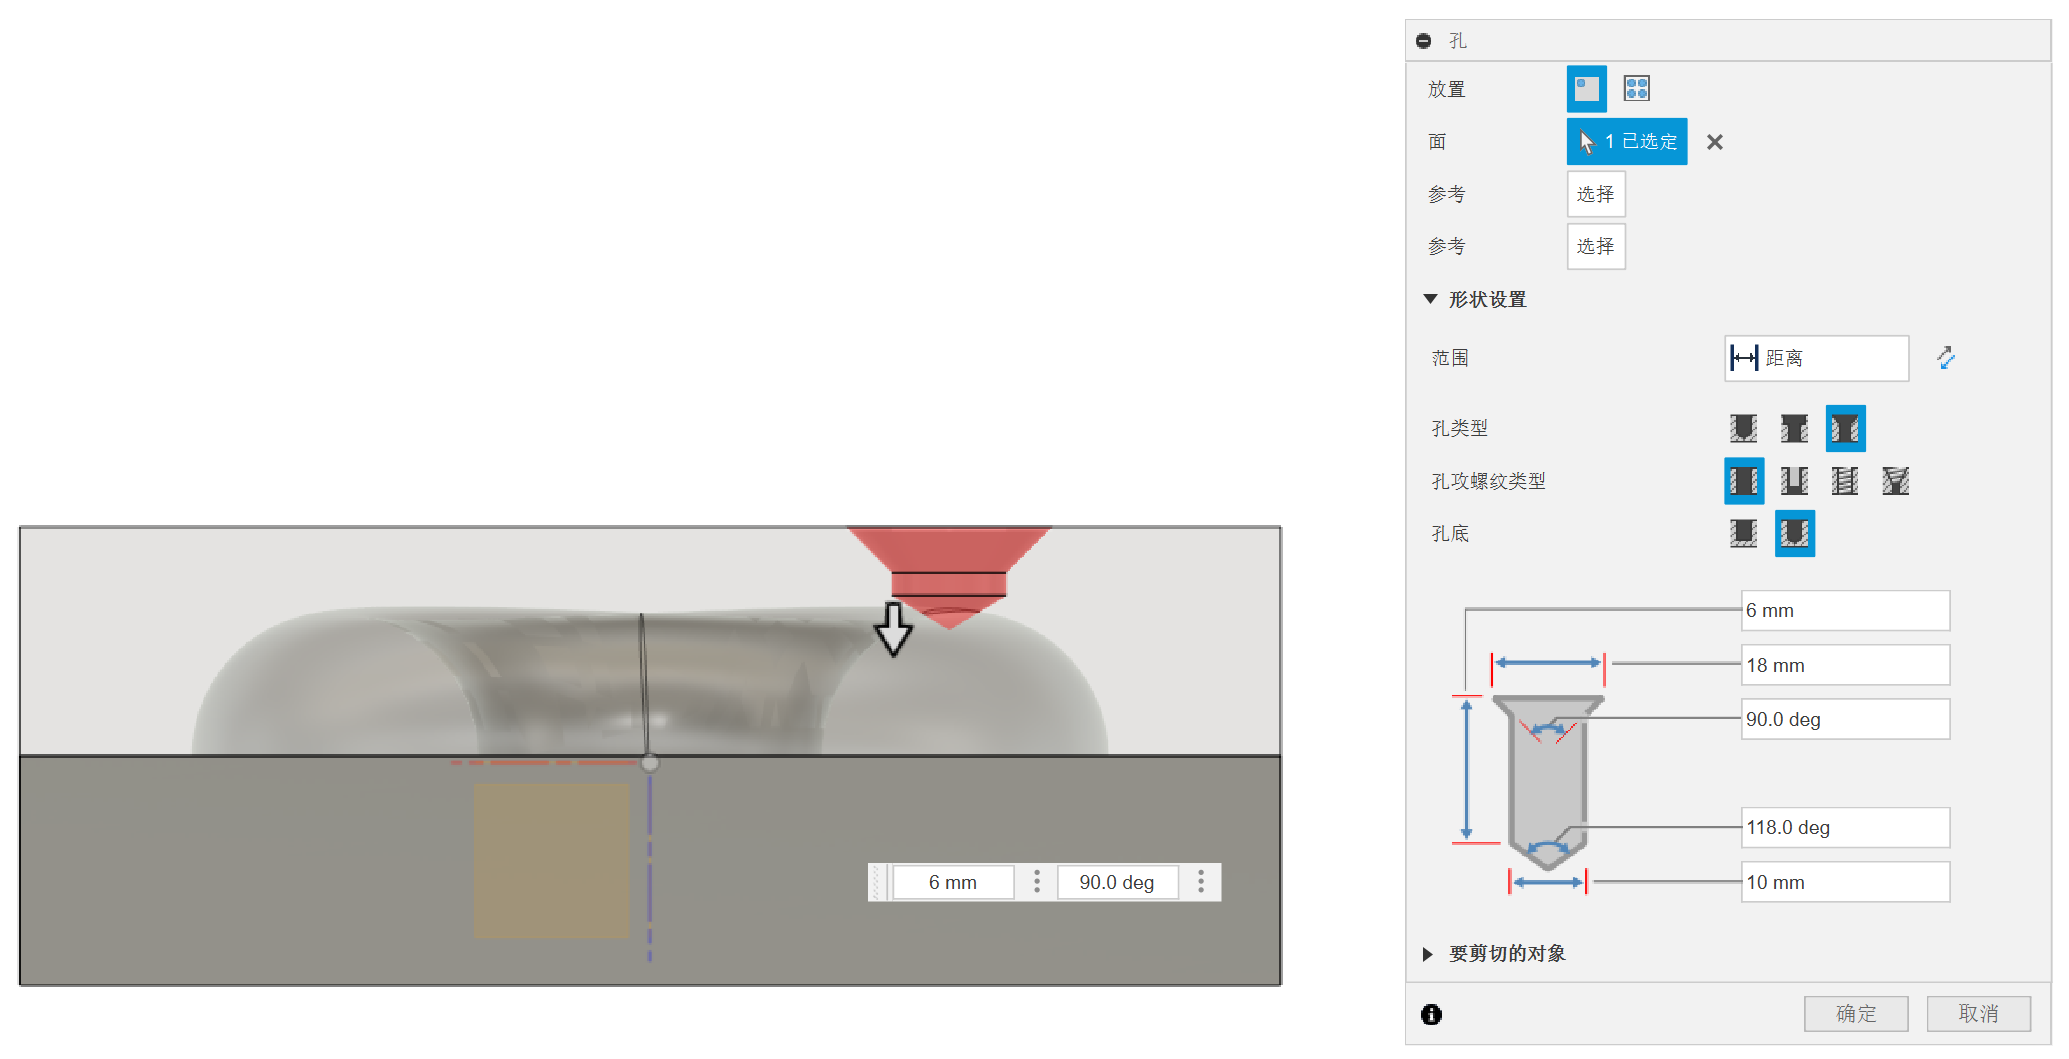 孔
放置
面 1 已选定
参考 选择
参考 选择
形状设置
范围 距离
孔类型
孔攻螺纹类型
孔底
6 mm
18 mm
90.0 deg
118.0 deg
10 mm
6 mm 90.0 deg
要剪切的对象
确定 取消